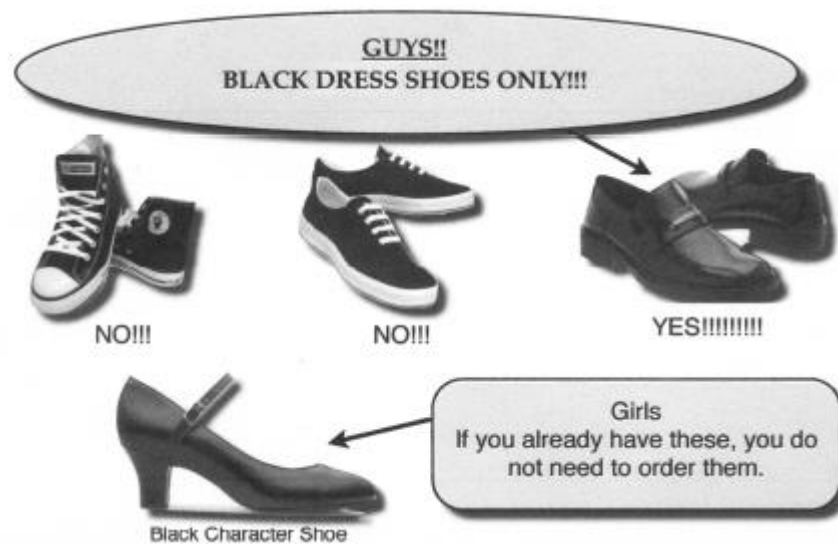 GUYS!!
BLACK DRESS SHOES ONLY!!!
NO!!!
NO!!!
YES!!!!!!!!!
Girls
If you already have these, you do
not need to order them.
Black Character Shoe